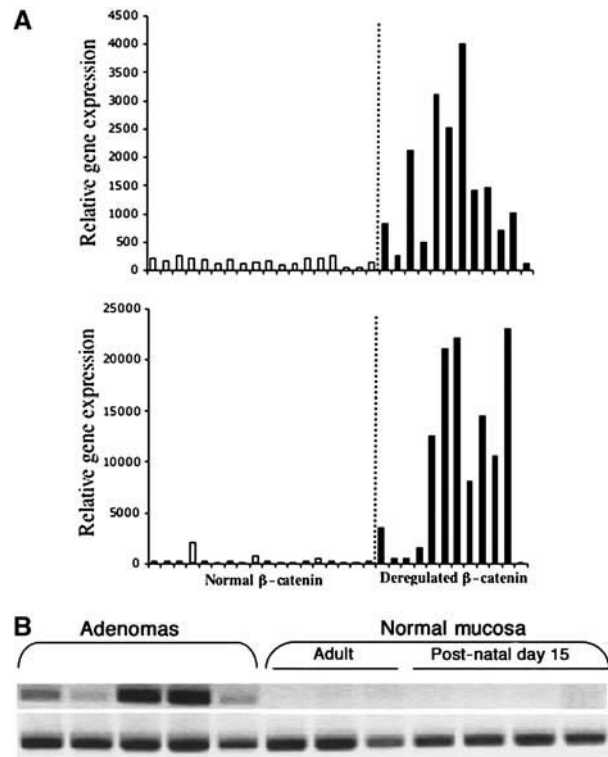 A
Relative gene expression
4500
4000
3500
3000
2500
2000
1500
1000
500
0
Relative gene expression
25000
20000
15000
10000
5000
0
Normal β-catenin
Deregulated β-catenin
B
Adenomas
Normal mucosa
Adult
Post-natal day 15